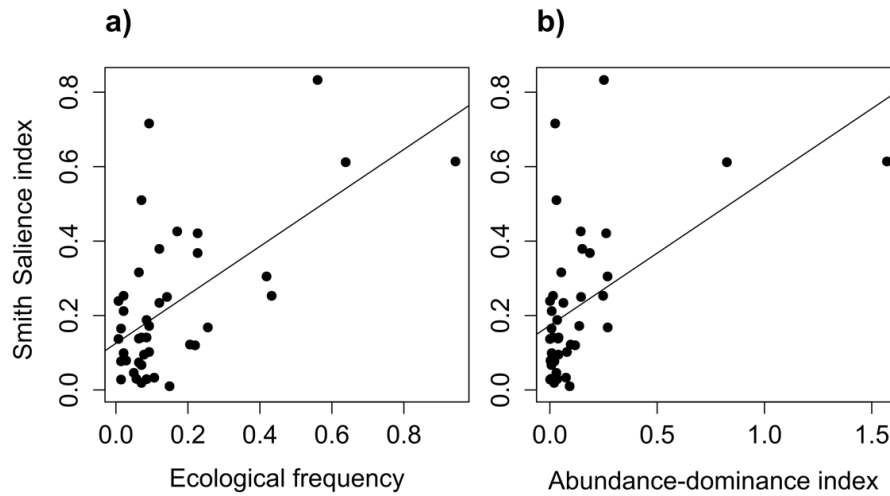 a)
b)
Smith Salience index
0.0 0.2 0.4 0.6 0.8
0.0 0.2 0.4 0.6 0.8
Ecological frequency
0.0 0.2 0.4 0.6 0.8
0.0 0.5 1.0 1.5
Abundance-dominance index